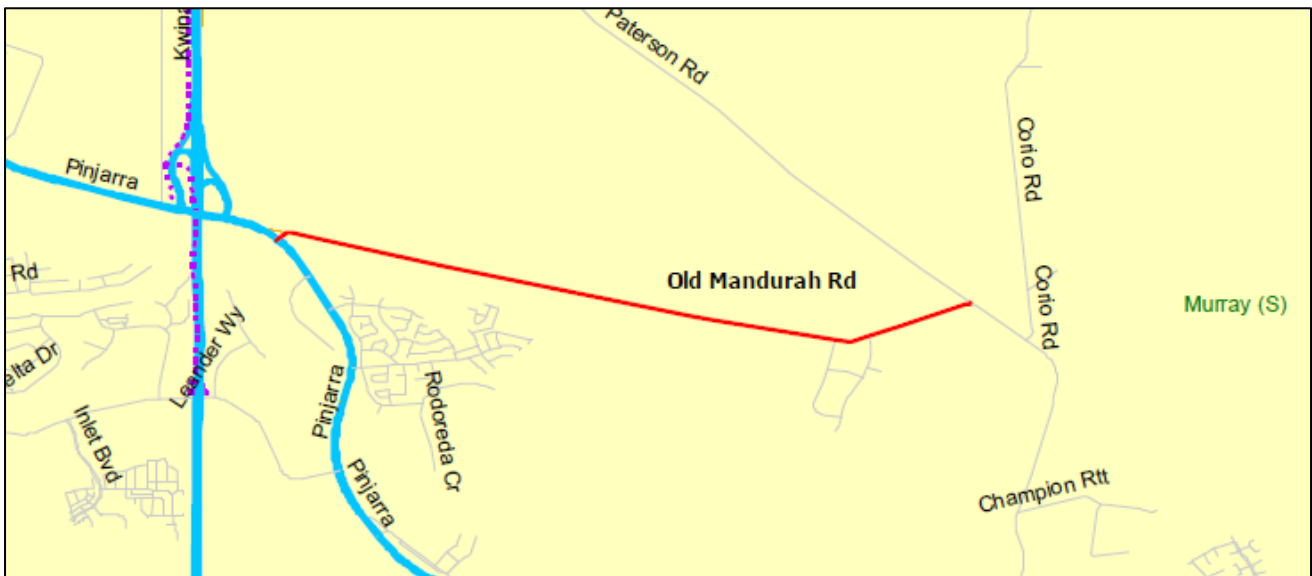 Kwina
Paterson Rd
Corio Rd
Pinjarra
Rd
Old Mandurah Rd
Corio Rd
Murray (S)
Leander Wy
elta Dr
Pinjarra
Rodoreda Cr
Inlet Bvd
Pinjarra
Champion Rtt